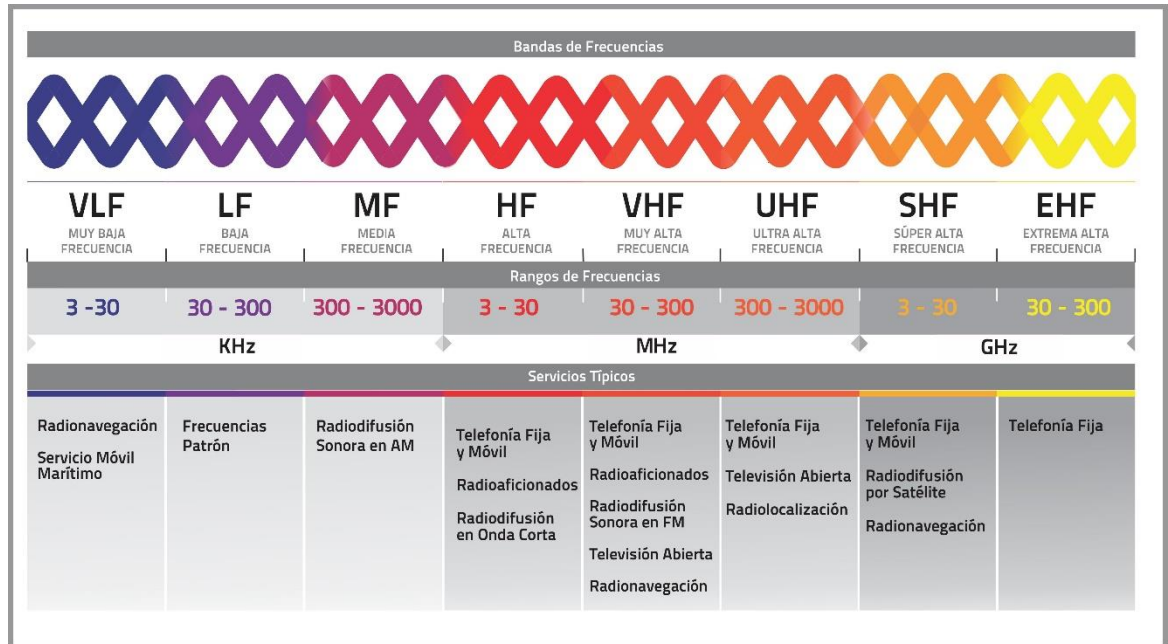 Bandas de Frecuencias
VLF LF MF HF VHF UHF SHF EHF
MUY BAJA BAJA MEDIA ALTA MUY ALTA ULTRA ALTA SÚPER ALTA EXTREMA ALTA
FRECUENCIA FRECUENCIA FRECUENCIA FRECUENCIA FRECUENCIA FRECUENCIA FRECUENCIA FRECUENCIA
Rangos de Frecuencias
3 -30 30 - 300 300 - 3000 3 - 30 30 - 300 300 - 3000 3 - 30 30 - 300
KHz MHz GHz
Servicios Típicos
Radionavegación
Servicio Móvil
Marítimo
Frecuencias
Patrón
Radiodifusión
Sonora en AM
Telefonía Fija
y Móvil
Radioaficionados
Radiodifusión
en Onda Corta
Telefonía Fija
y Móvil
Radioaficionados
Radiodifusión
Sonora en FM
Televisión Abierta
Radionavegación
Telefonía Fija
y Móvil
Televisión Abierta
Radiolocalización
Telefonía Fija
y Móvil
Radiodifusión
por Satélite
Radionavegación
Telefonía Fija